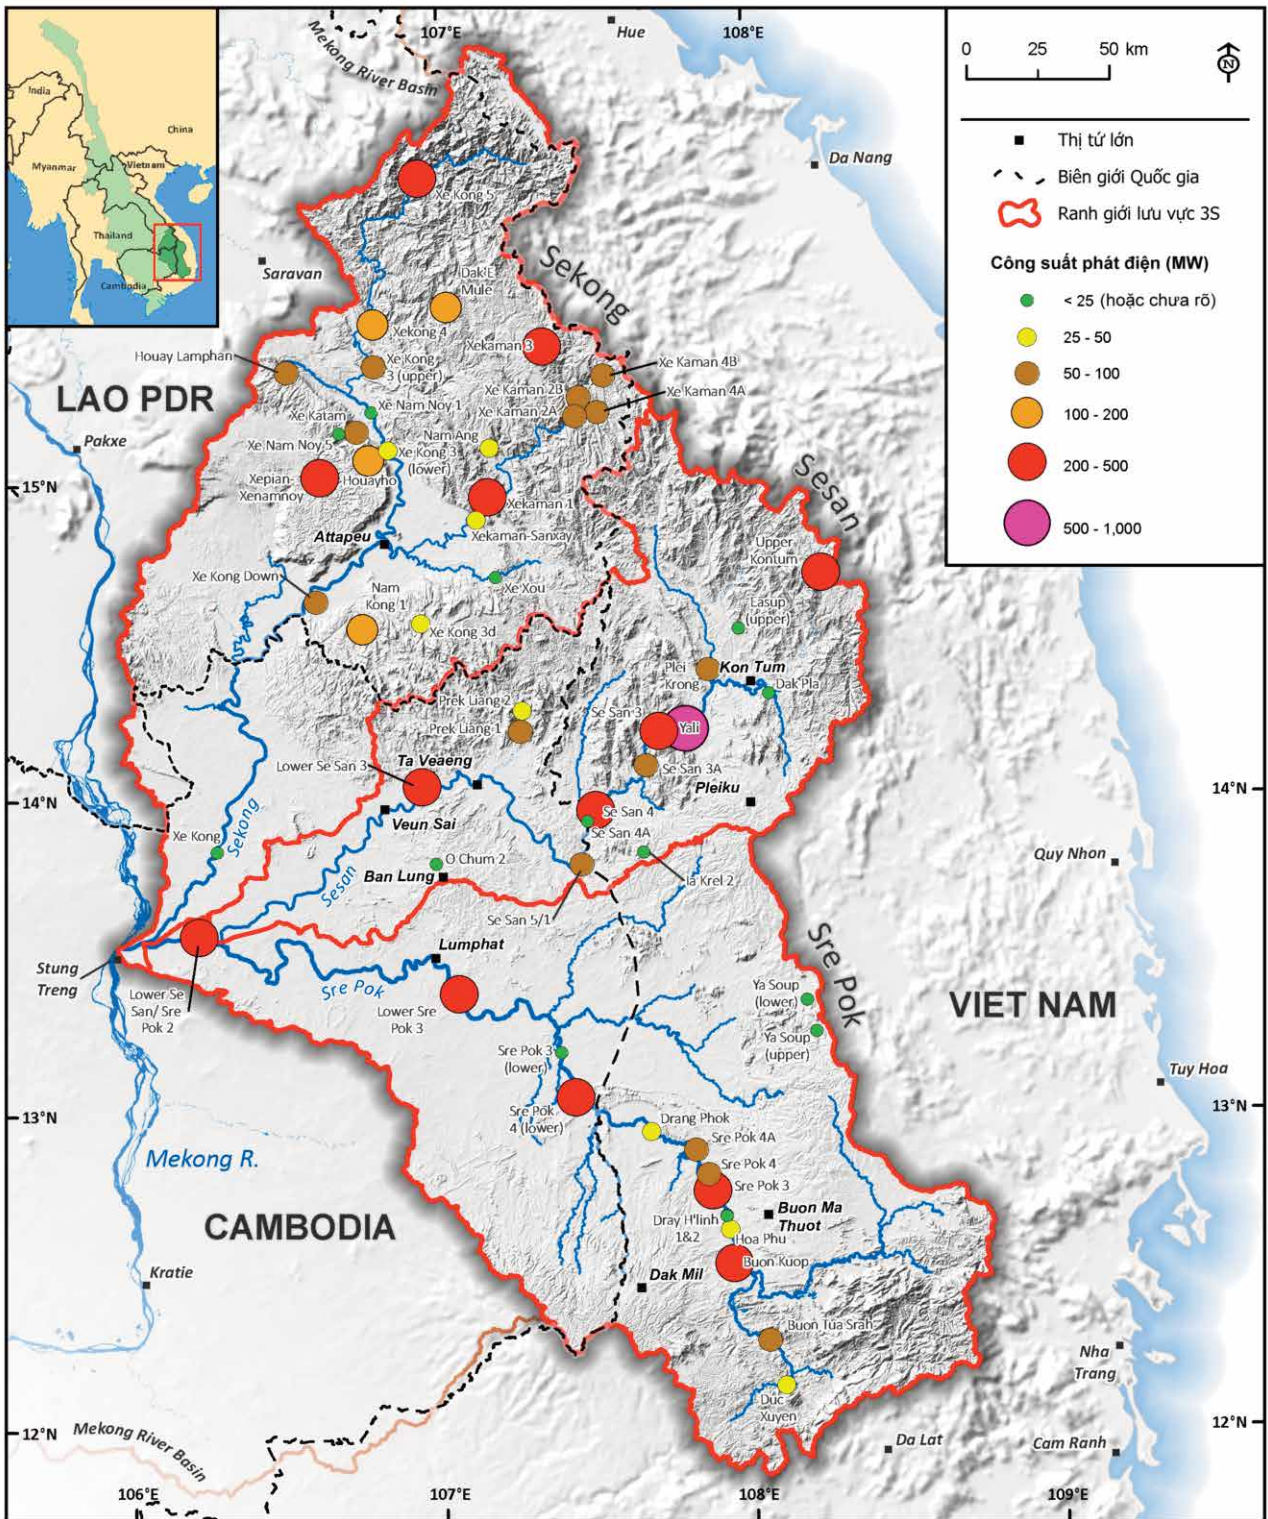 107°E
108°E
Hue
Mekong River Basin
Da Nang
India
China
Myanmar
Vietnam
Thailand
Cambodia
0 25 50 km
N
Thị tứ lớn
Biên giới Quốc gia
Ranh giới lưu vực 3S
Công suất phát điện (MW)
< 25 (hoặc chưa rõ)
25 - 50
50 - 100
100 - 200
200 - 500
500 - 1,000
Xe Kong 5
Saravan
Sekong
Dak E
Mule
Xekong 4
Xekaman 3
Houay Lamphan
Xe Kong
3 (upper)
Xe Kaman 4B
Xe Kaman 2B
Xe Kaman 4A
LAO PDR
Xe Nam Noy 1
Xe Katam
Xe Kaman 2A
Pakxe
Xe Nam Noy 5
Nam Ang
Xe Kong 3
(lower)
Xepian-
Xenamnoy
Houayho
Sesan
15°N
Xekaman 1
Attapeu
Xekaman-Sanxay
Upper
Kontum
Xe Kong Down
Nam
Kong 1
Xe Xou
Lasup
(upper)
Xe Kong 3d
Plei
Krong
Kon Tum
Dak Pla
Prek Liang 2
Prek Liang 1
Se San 3
Yali
Lower Se San 3
Ta Veaeng
Se San 3A
Pleiku
14°N
14°N
Veun Sai
Se San 4
Xe Kong
Sekong
Se San 4A
Quy Nhon
O Chum 2
Ban Lung
Ia Krel 2
Sesan
Se San 5/1
Lumphat
Sre Pok
Stung
Treng
Sre Pok
Lower Se
San/ Sre
Pok 2
Lower Sre
Pok 3
Ya Soup
(lower)
VIET NAM
Ya Soup
(upper)
Sre Pok 3
(lower)
Tuy Hoa
13°N
13°N
Sre Pok
4 (lower)
Drang Phok
Sre Pok 4A
Mekong R.
Sre Pok 4
Sre Pok 3
CAMBODIA
Dray H'linh
1&2
Buon Ma
Thuot
Hoa Phu
Buon Kuop
Kratie
Dak Mil
Buon Tua Srah
Nha
Trang
Duc
Xuyen
12°N
12°N
Mekong River
Basin
Da Lat
Cam Ranh
106°E
107°E
108°E
109°E